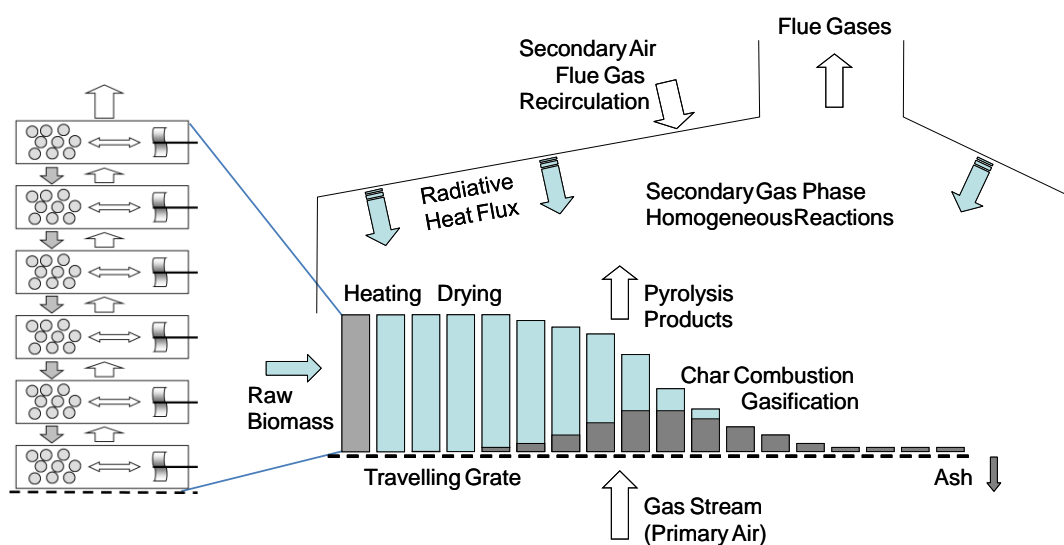 Flue Gases
Secondary Air
Flue Gas
Recirculation
Radiative
Heat Flux
Secondary Gas Phase
Homogeneous Reactions
Heating Drying
Pyrolysis
Products
Raw
Biomass
Char Combustion
Gasification
Travelling Grate
Ash
Gas Stream
(Primary Air)